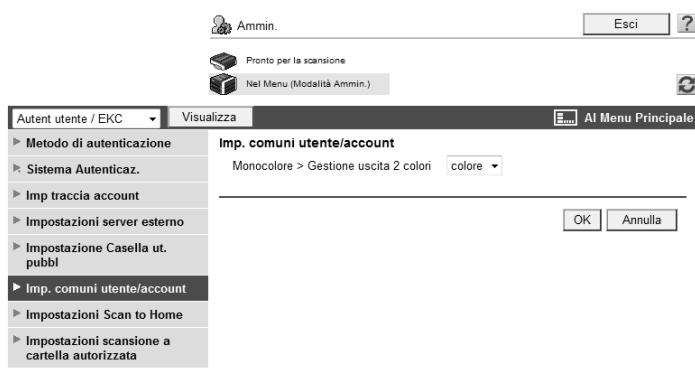 Ammin.
Esci
?
Pronto per la scansione
Nel Menu (Modalità Ammin.)
Autent utente / EKC
Visualizza
Al Menu Principale
Metodo di autenticazione
Sistema Autenticaz.
Imp traccia account
Impostazioni server esterno
Impostazione Casella ut.
pubbl
Imp. comuni utente/account
Impostazioni Scan to Home
Impostazioni scansione a
cartella autorizzata
Imp. comuni utente/account
Monocolore > Gestione uscita 2 colori colore
OK Annulla